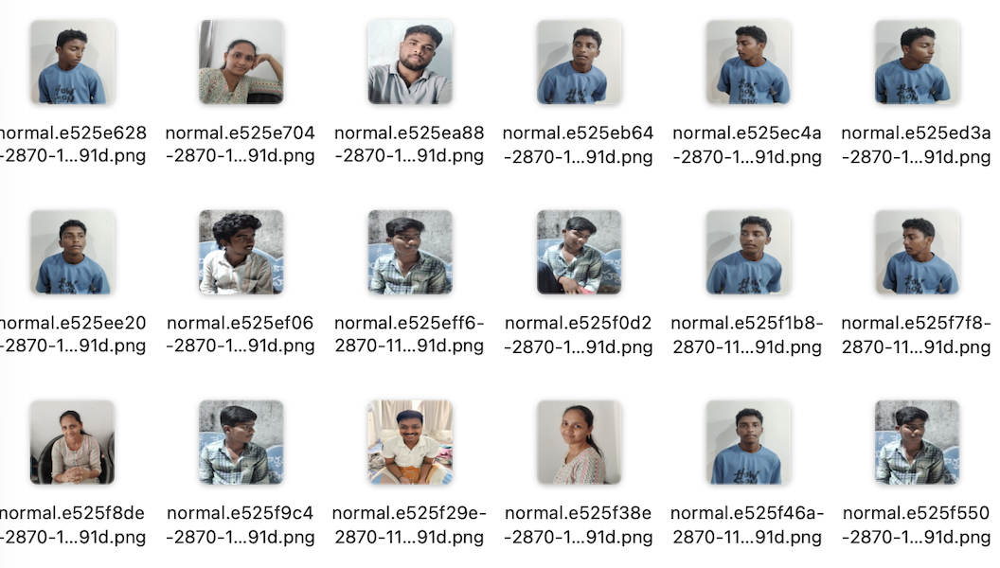 normal.e525e628
-2870-1...91d.png
normal.e525e704
-2870-1...91d.png
normal.e525ea88
-2870-1...91d.png
normal.e525eb64
-2870-1...91d.png
normal.e525ec4a
-2870-1...91d.png
normal.e525ed3a
-2870-1...91d.png
normal.e525ee20
-2870-1...91d.png
normal.e525ef06
-2870-1...91d.png
normal.e525eff6-
2870-11...91d.png
normal.e525f0d2
-2870-1...91d.png
normal.e525f1b8-
2870-11...91d.png
normal.e525f7f8-
2870-11...91d.png
normal.e525f8de
-2870-1...91d.png
normal.e525f9c4
-2870-1...91d.png
normal.e525f29e-
2870-11...91d.png
normal.e525f38e
-2870-1...91d.png
normal.e525f46a-
2870-11...91d.png
normal.e525f550
-2870-1...91d.png